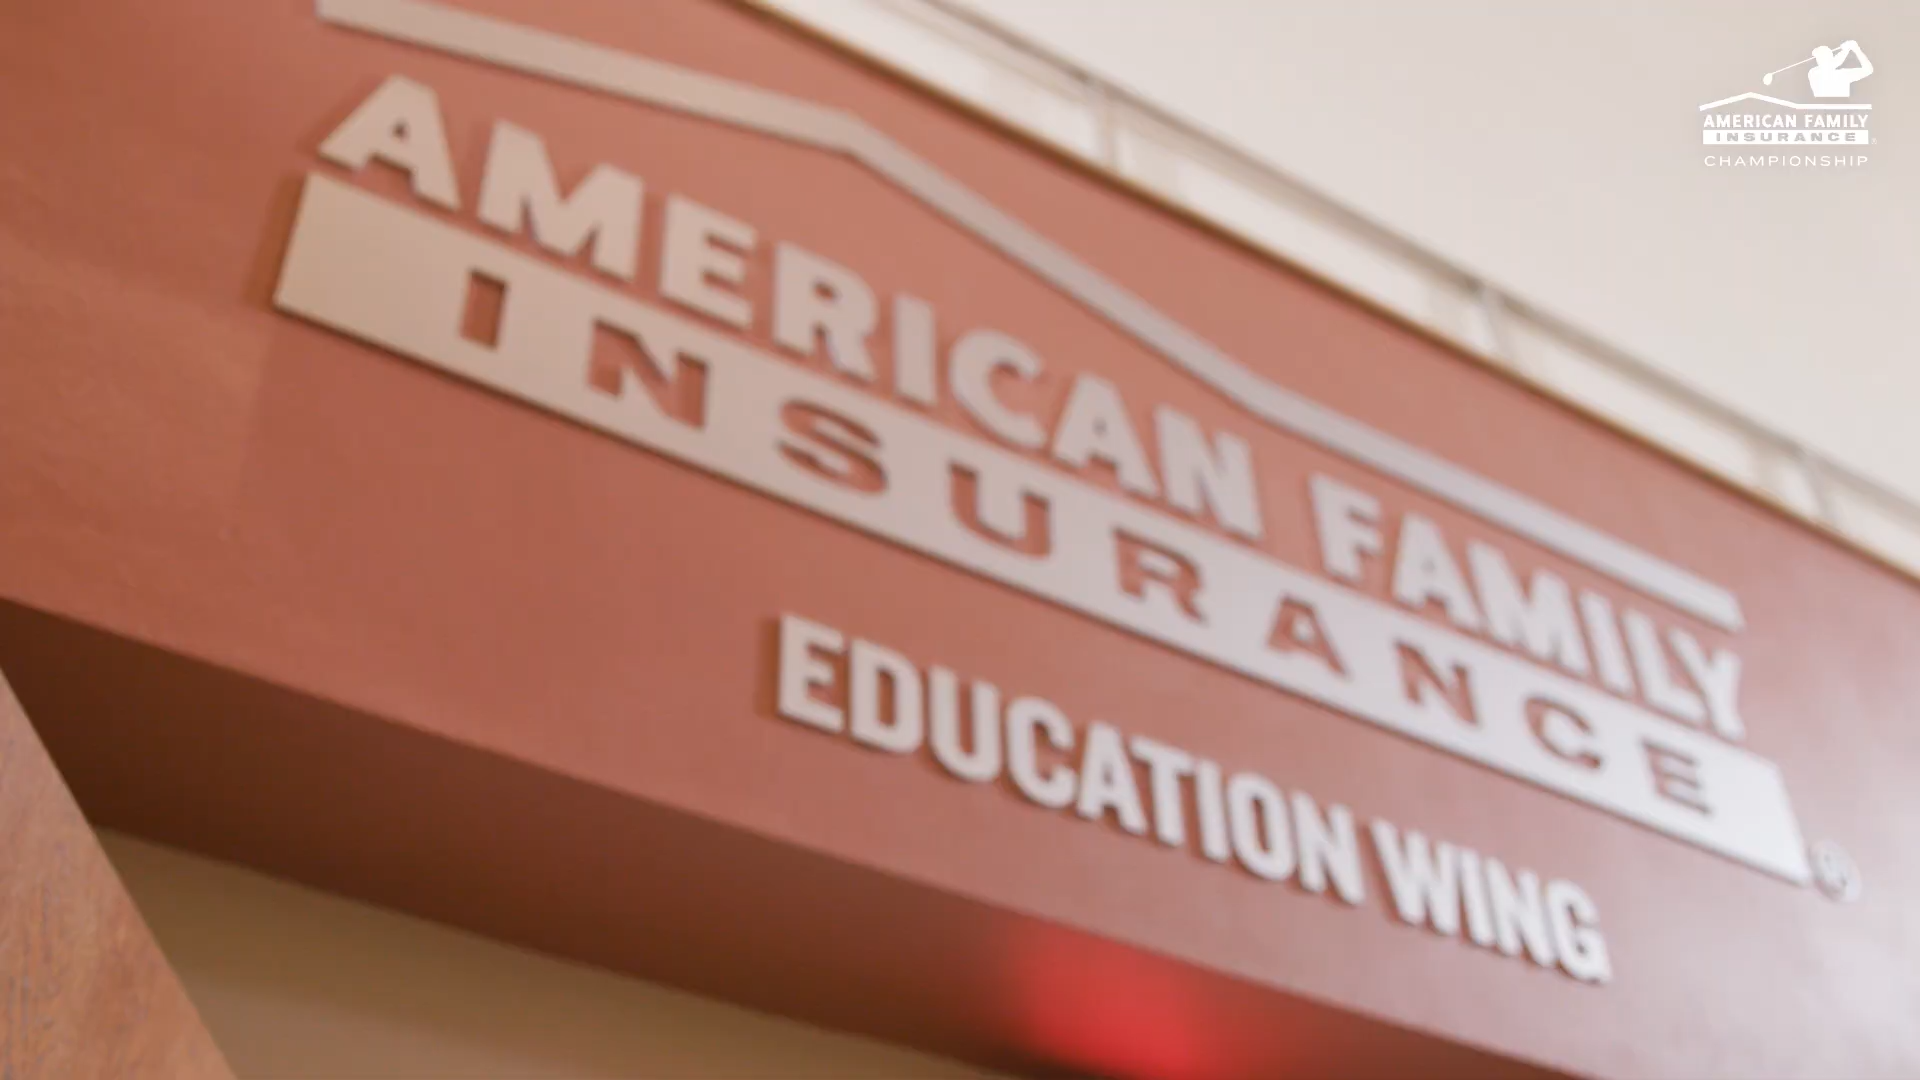 AMERICAN FAMILY
INSURANCE
®
EDUCATION WING
AMERICAN FAMILY
INSURANCE
CHAMPIONSHIP